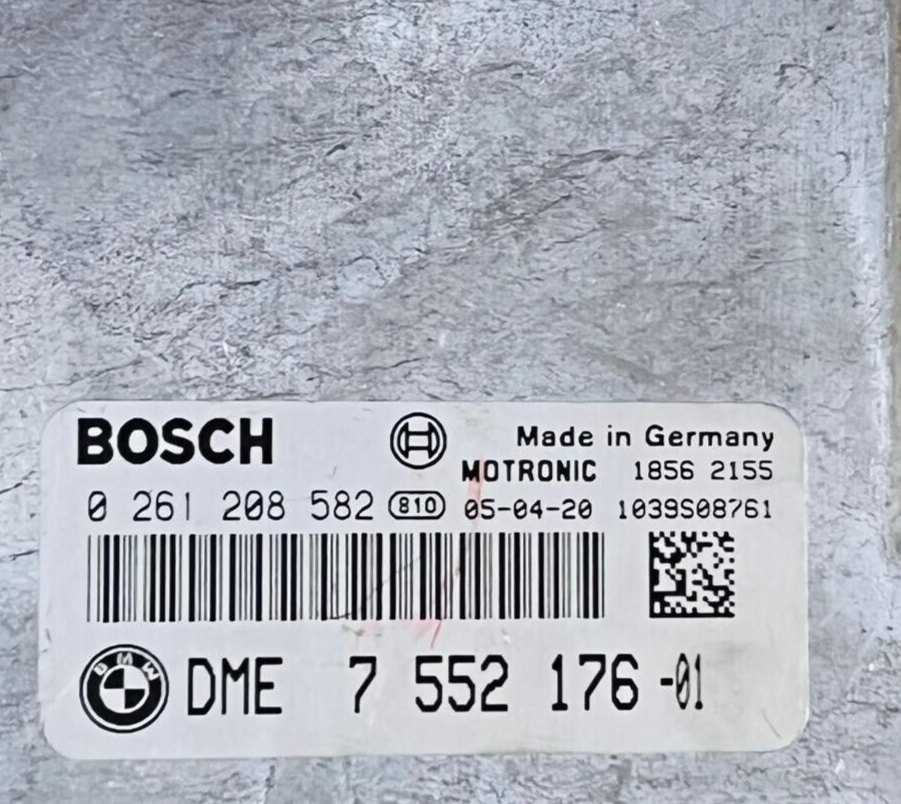 BOSCH Made in Germany
MOTRONIC 1856 2155
0 261 208 582 810 05-04-20 1039S08761
BMW DME 7 552 176 -01